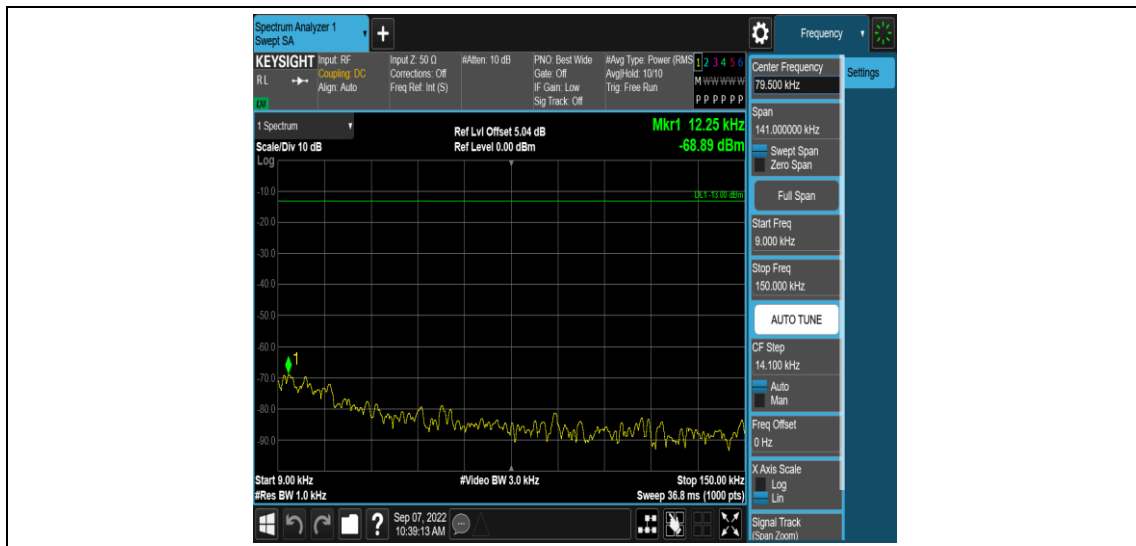 Spectrum Analyzer 1
Swept SA
+
Frequency
KEYSIGHT
RL
LXI
Input: RF
Coupling: DC
Align: Auto
Input Z: 50 Ω
Corrections: Off
Freq Ref: Int (S)
#Atten: 10 dB
PNO: Best Wide
Gate: Off
IF Gain: Low
Sig Track: Off
#Avg Type: Power (RMS
Avg|Hold: 10/10
Trig: Free Run
1 2 3 4 5 6
M W W W W W
P P P P P P
1 Spectrum
Scale/Div 10 dB
Log
Ref Lvl Offset 5.04 dB
Ref Level 0.00 dBm
Mkr1 12.25 kHz
-68.89 dBm
-10.0
DL1 -13.00 dBm
-20.0
-30.0
-40.0
-50.0
-60.0
1
-70.0
-80.0
-90.0
Start 9.00 kHz
#Res BW 1.0 kHz
#Video BW 3.0 kHz
Stop 150.00 kHz
Sweep 36.8 ms (1000 pts)
?
Sep 07, 2022
10:39:13 AM
Center Frequency
79.500 kHz
Settings
Span
141.000000 kHz
Swept Span
Zero Span
Full Span
Start Freq
9.000 kHz
Stop Freq
150.000 kHz
AUTO TUNE
CF Step
14.100 kHz
Auto
Man
Freq Offset
0 Hz
X Axis Scale
Log
Lin
Signal Track
(Span Zoom)